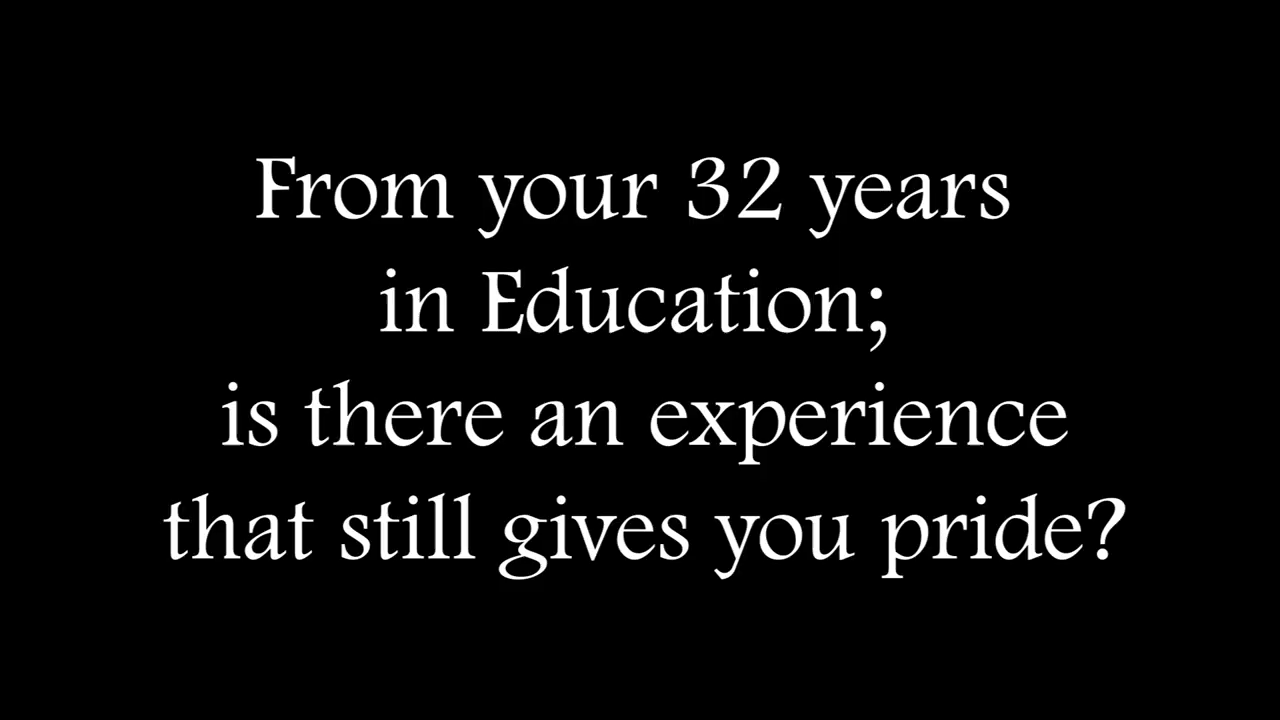 From your 32 years
in Education;
is there an experience
that still gives you pride?